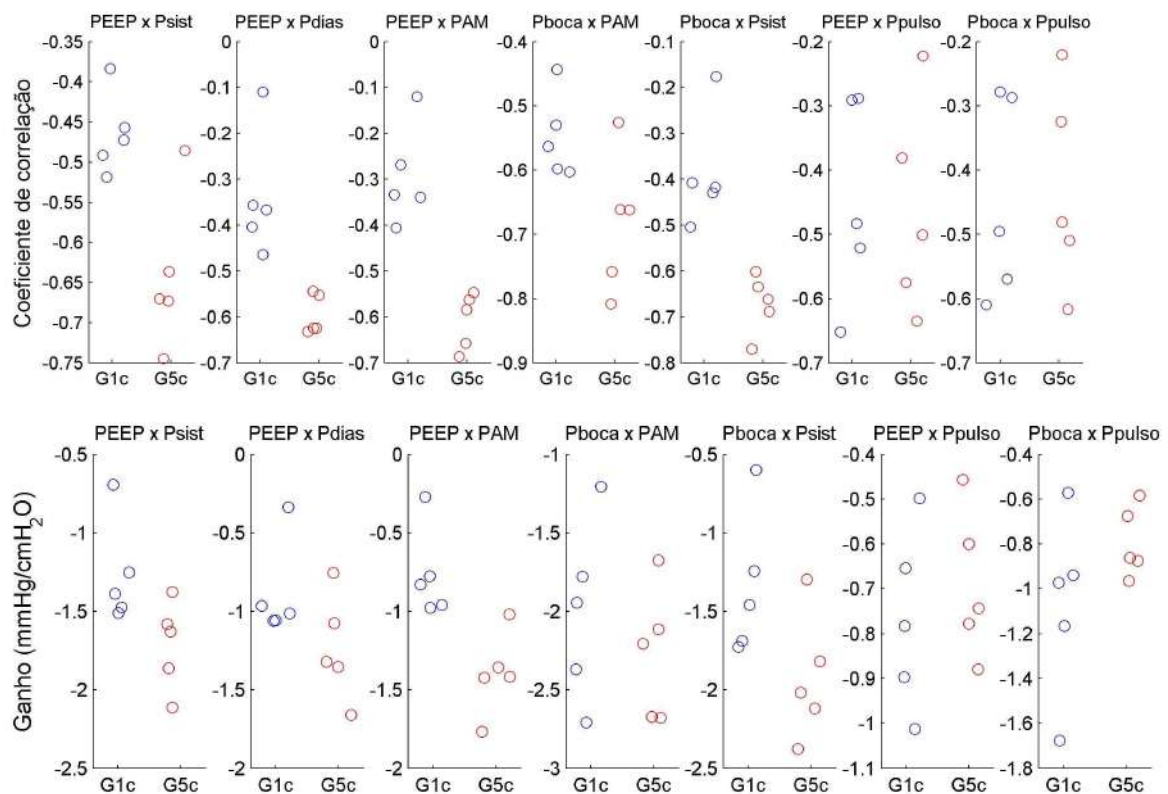 PEEP x Psist PEEP x Pdias PEEP x PAM Pboca x PAM Pboca x Psist PEEP x Ppulso Pboca x Ppulso
Coeficiente de correlação
-0.35 -0.4 -0.45 -0.5 -0.55 -0.6 -0.65 -0.7 -0.75
0 -0.1 -0.2 -0.3 -0.4 -0.5 -0.6 -0.7
0 -0.1 -0.2 -0.3 -0.4 -0.5 -0.6 -0.7
-0.4 -0.5 -0.6 -0.7 -0.8 -0.9
-0.1 -0.2 -0.3 -0.4 -0.5 -0.6 -0.7 -0.8
-0.2 -0.3 -0.4 -0.5 -0.6 -0.7
-0.2 -0.3 -0.4 -0.5 -0.6 -0.7
G1c G5c G1c G5c G1c G5c G1c G5c G1c G5c G1c G5c G1c G5c
PEEP x Psist PEEP x Pdias PEEP x PAM Pboca x PAM Pboca x Psist PEEP x Ppulso Pboca x Ppulso
Ganho (mmHg/cmH₂O)
-0.5 -1 -1.5 -2 -2.5
0 -0.5 -1 -1.5 -2
0 -0.5 -1 -1.5 -2
-1 -1.5 -2 -2.5 -3
-0.5 -1 -1.5 -2 -2.5
-0.4 -0.5 -0.6 -0.7 -0.8 -0.9 -1 -1.1
-0.4 -0.6 -0.8 -1 -1.2 -1.4 -1.6 -1.8
G1c G5c G1c G5c G1c G5c G1c G5c G1c G5c G1c G5c G1c G5c